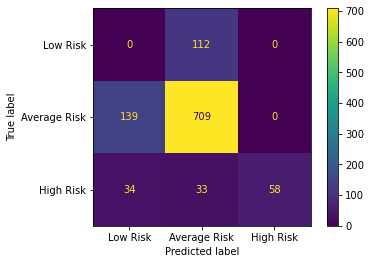 True label
Low Risk 0 112 0
Average Risk 139 709 0
High Risk 34 33 58
Low Risk Average Risk High Risk
Predicted label
700
600
500
400
300
200
100
0